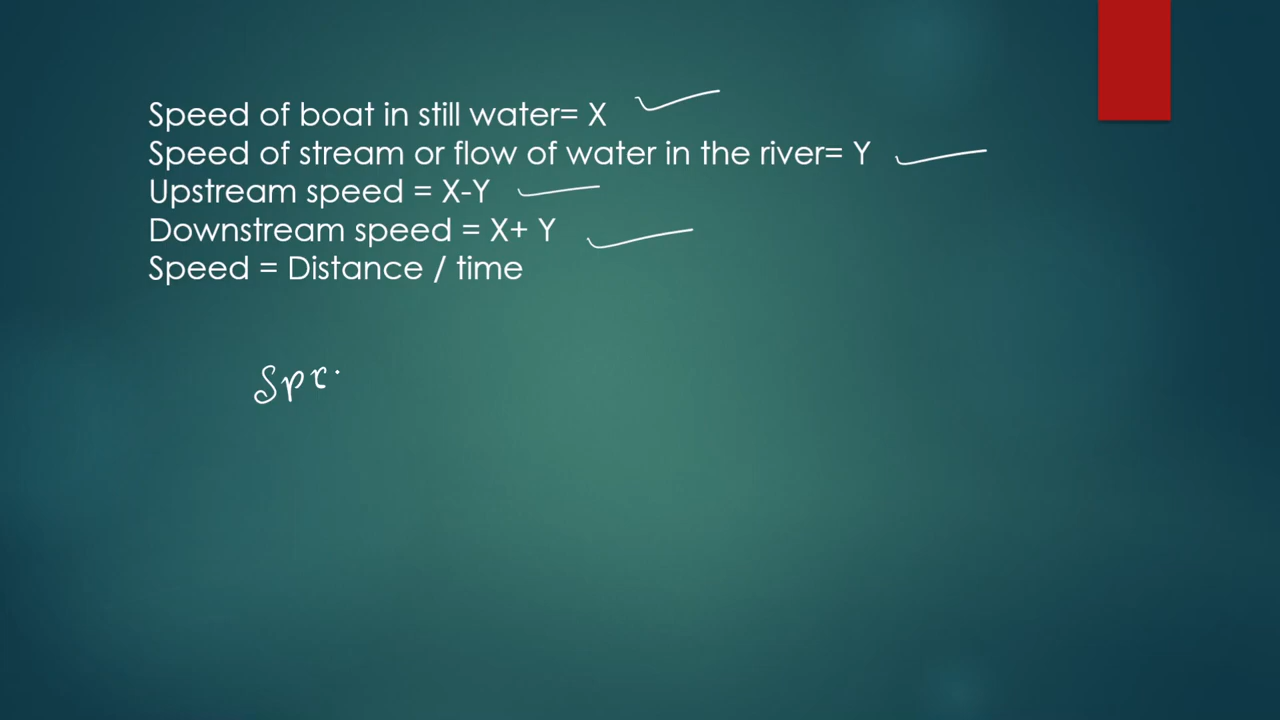 Speed of boat in still water= X
Speed of stream or flow of water in the river= Y
Upstream speed = X-Y
Downstream speed = X+ Y
Speed = Distance / time